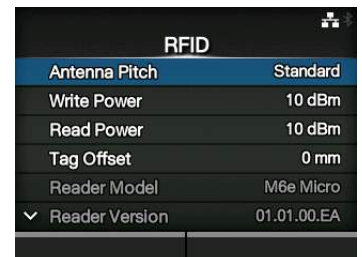 RFID
Antenna Pitch Standard
Write Power 10 dBm
Read Power 10 dBm
Tag Offset 0 mm
Reader Model M6e Micro
Reader Version 01.01.00.EA